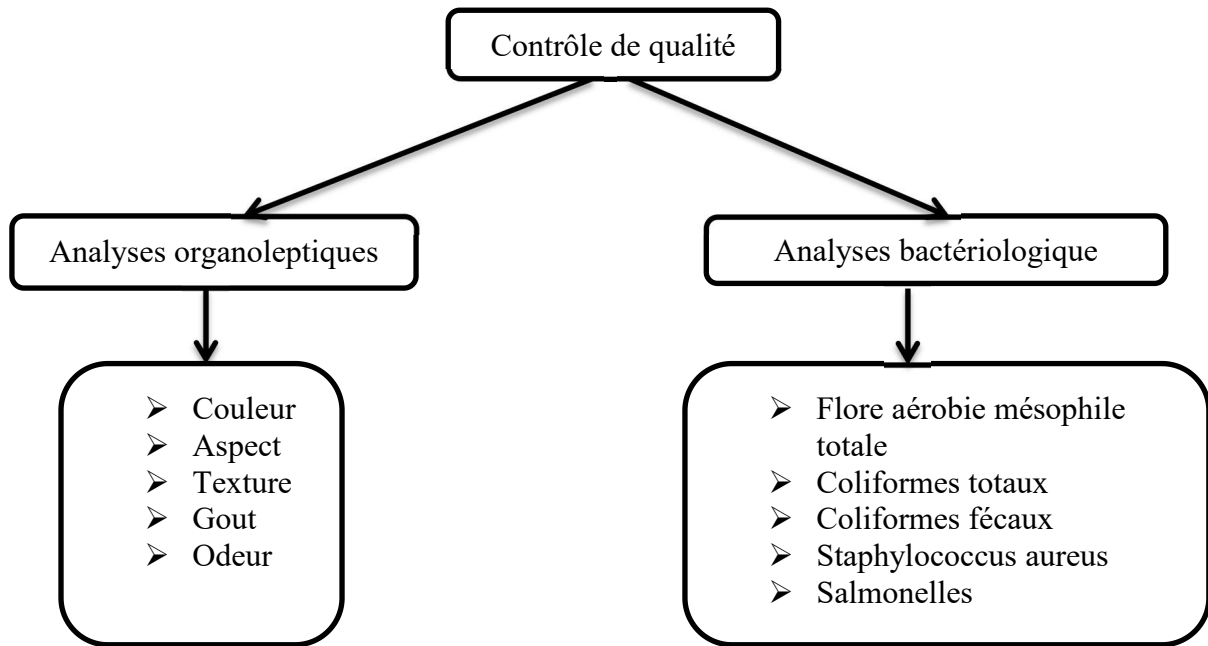 Contrôle de qualité
Analyses organoleptiques
Analyses bactériologique
➢ Couleur
➢ Aspect
➢ Texture
➢ Gout
➢ Odeur
➢ Flore aérobie mésophile
totale
➢ Coliformes totaux
➢ Coliformes fécaux
➢ Staphylococcus aureus
➢ Salmonelles